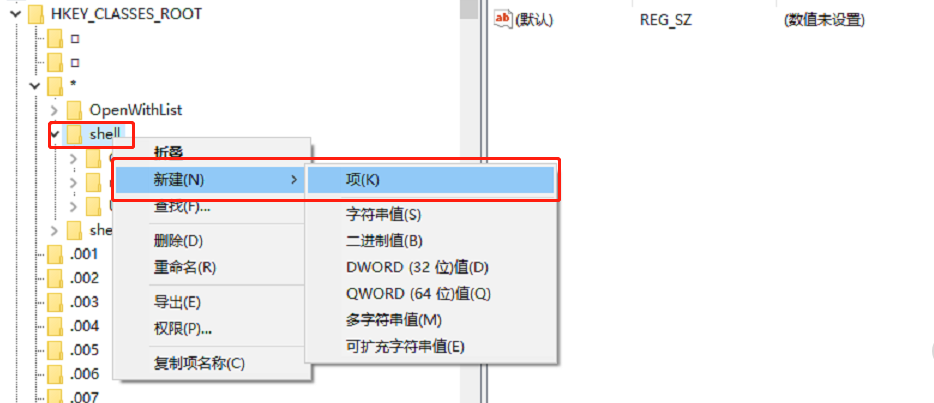 HKEY_CLASSES_ROOT
ab (默认) REG_SZ (数值未设置)
*
OpenWithList
shell
折叠
新建(N)
项(K)
查找(F)...
字符串值(S)
删除(D)
二进制值(B)
重命名(R)
DWORD (32 位)值(D)
QWORD (64 位)值(Q)
导出(E)
多字符串值(M)
权限(P)...
可扩充字符串值(E)
复制项名称(C)
she
.001
.002
.003
.004
.005
.006
.007